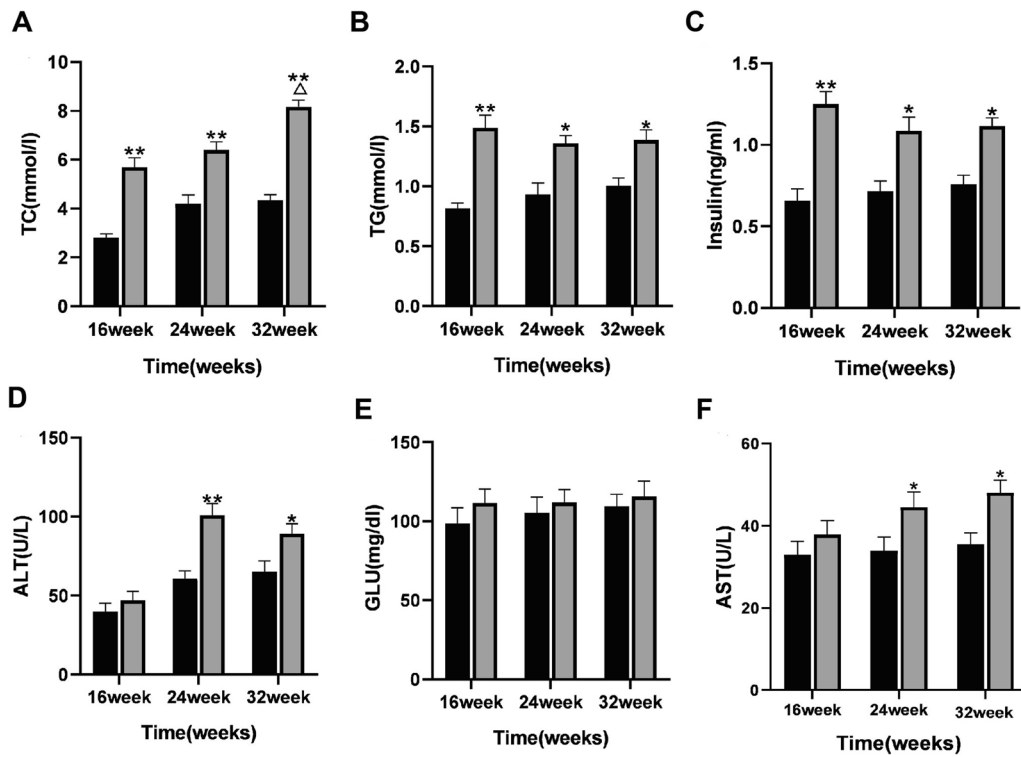 A
TC(mmol/l)
10
8
6
4
2
0
**
**
**
△
16week 24week 32week
Time(weeks)
B
TG(mmol/l)
2.0
1.5
1.0
0.5
0.0
**
*
*
16week 24week 32week
Time(weeks)
C
Insulin(ng/ml)
1.5
1.0
0.5
0.0
**
*
*
16week 24week 32week
Time(weeks)
D
ALT(U/L)
150
100
50
0
**
*
16week 24week 32week
Time(weeks)
E
GLU(mg/dl)
150
100
50
0
16week 24week 32week
Time(weeks)
F
AST(U/L)
60
40
20
0
*
*
16week 24week 32week
Time(weeks)